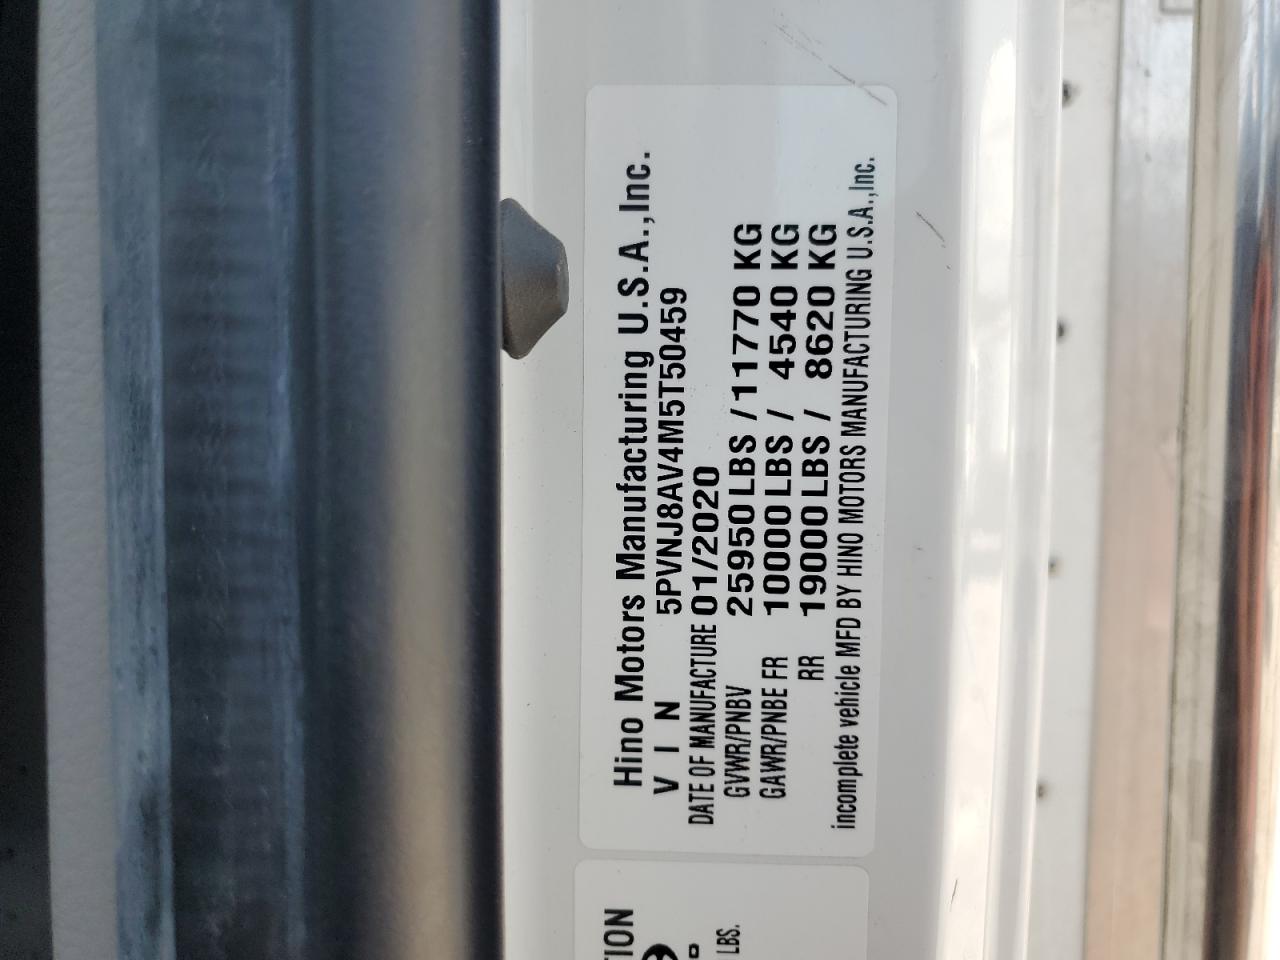 Hino Motors Manufacturing U.S.A.,Inc.
V I N 5PVNJ8AV4M5T50459
DATE OF MANUFACTURE 01/2020
GVWR/PNBV 25950 LBS / 11770 KG
GAWR/PNBE FR 10000 LBS / 4540 KG
RR 19000 LBS / 8620 KG
incomplete vehicle MFD BY HINO MOTORS MANUFACTURING U.S.A.,Inc.
TION
LBS.